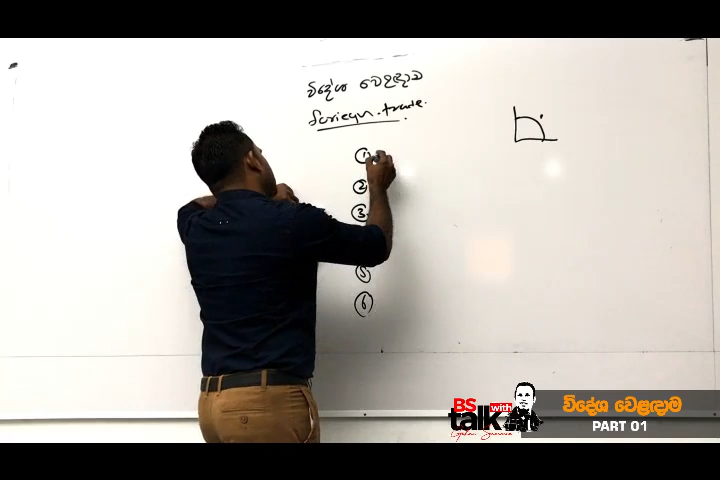 විදේශ වෙළඳාම
foriegn trade.
①
②
③
⑤
⑥
BS with
talk
විදේශ වෙළඳාම
PART 01